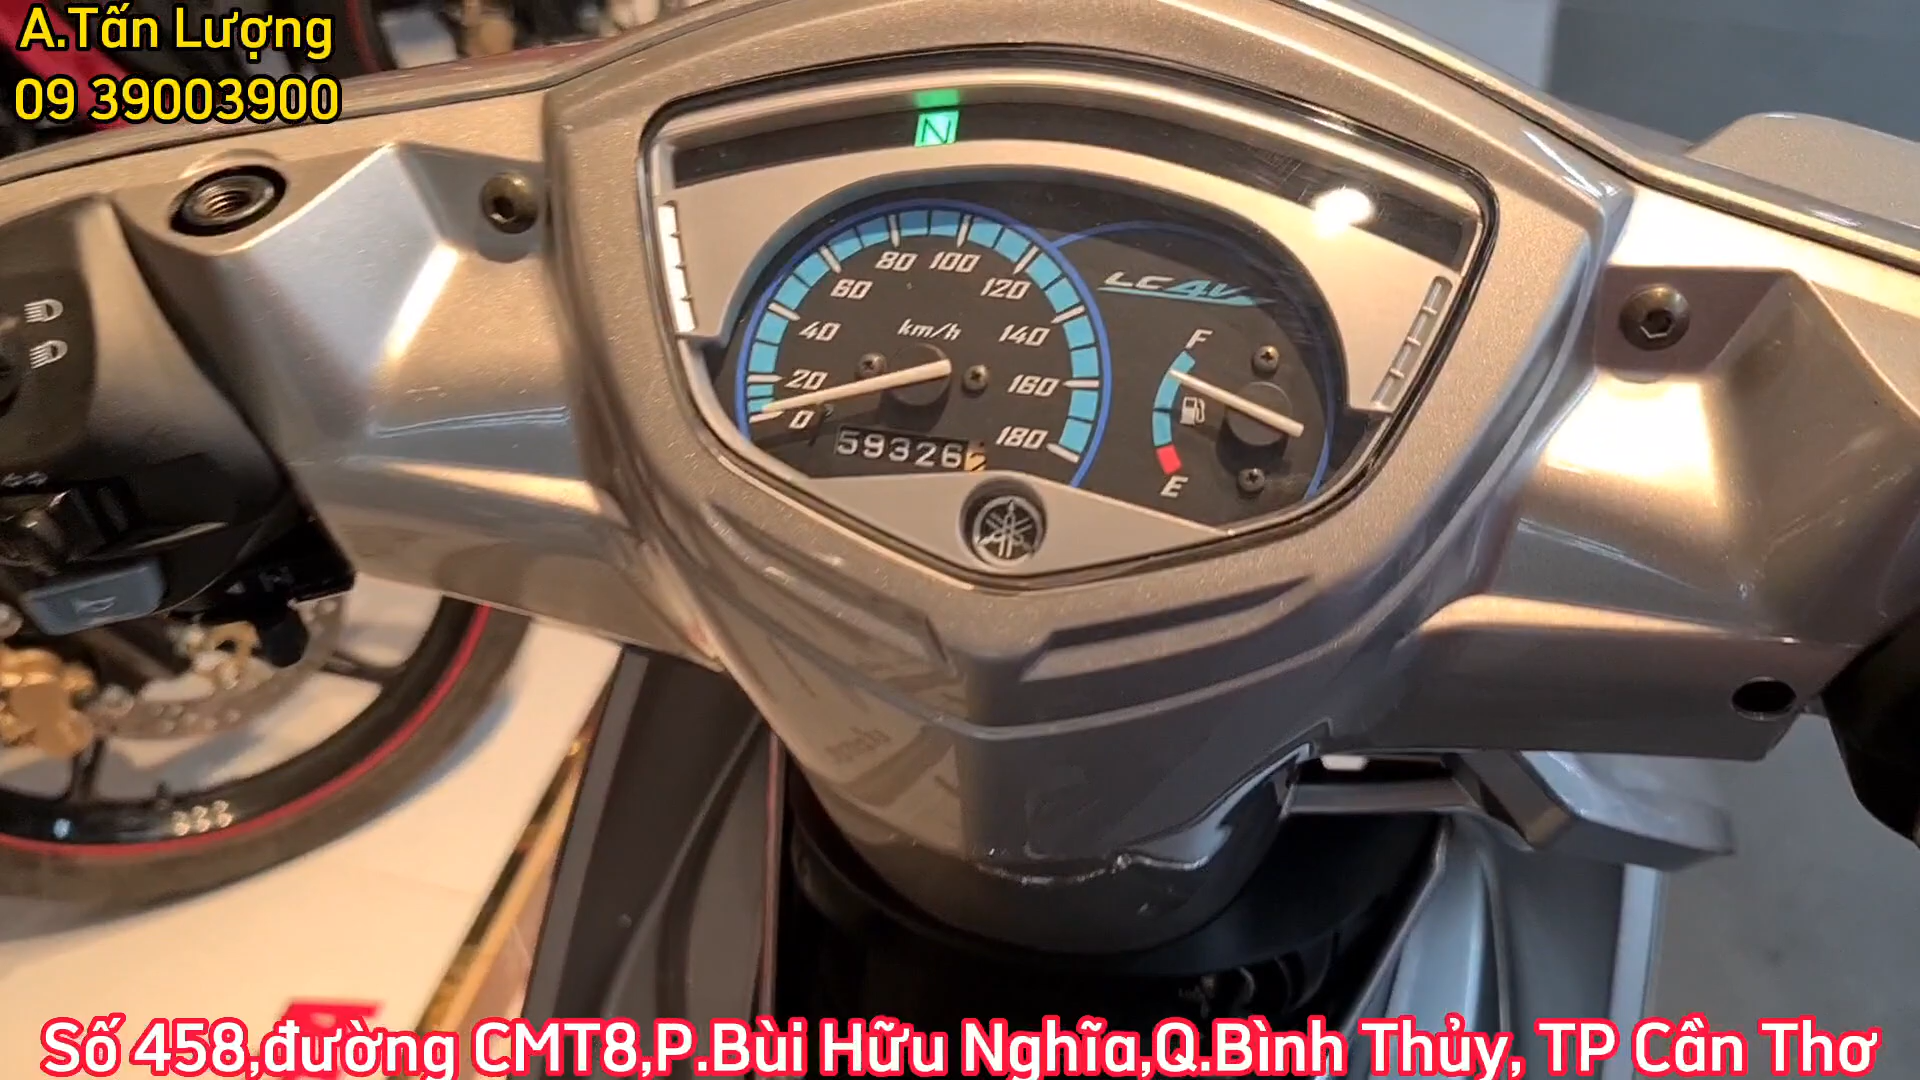 A.Tấn Lượng
09 39003900
N
80 100
60 120
40 km/h 140
20 160
0 180
59326
LC4V
F
E
Số 458,đường CMT8,P.Bùi Hữu Nghĩa,Q.Bình Thủy, TP Cần Thơ